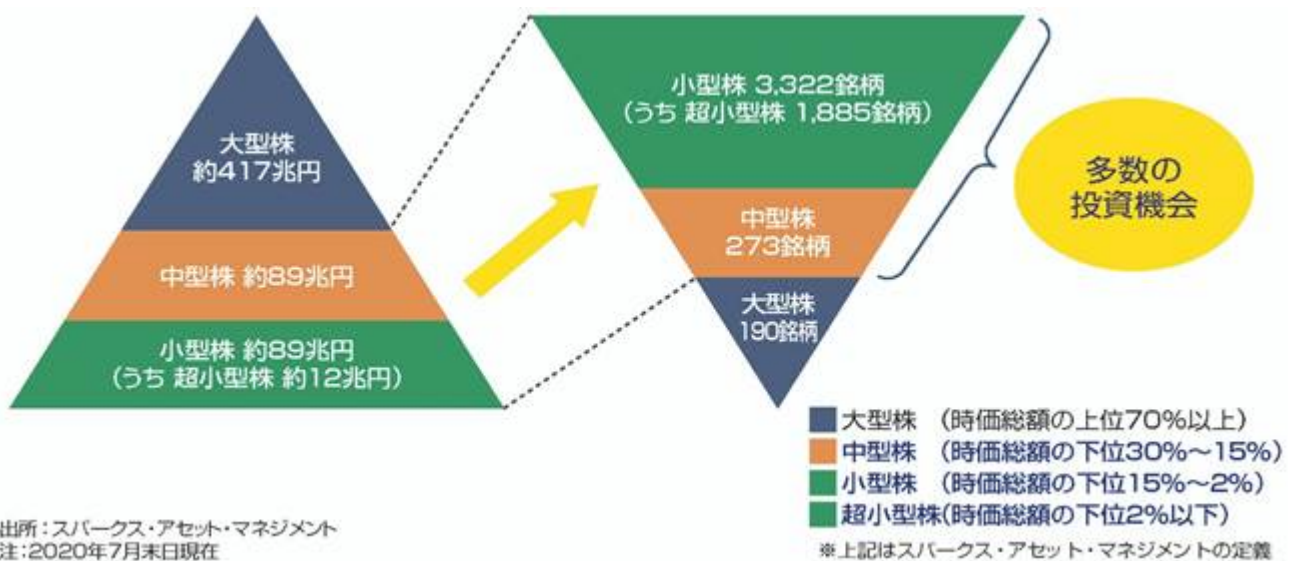 大型株
約417兆円
中型株 約89兆円
小型株 約89兆円
(うち 超小型株 約12兆円)
小型株 3,322銘柄
(うち 超小型株 1,885銘柄)
中型株
273銘柄
大型株
190銘柄
多数の
投資機会
大型株 (時価総額の上位70%以上)
中型株 (時価総額の下位30%～15%)
小型株 (時価総額の下位15%～2%)
超小型株(時価総額の下位2%以下)
※上記はスパークス・アセット・マネジメントの定義
出所：スパークス・アセット・マネジメント
注：2020年7月末日現在